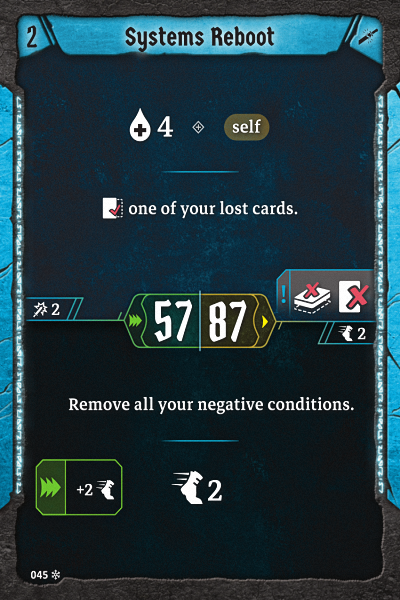 2
Systems Reboot
4
self
one of your lost cards.
2
57
87
!
2
Remove all your negative conditions.
+2
2
045